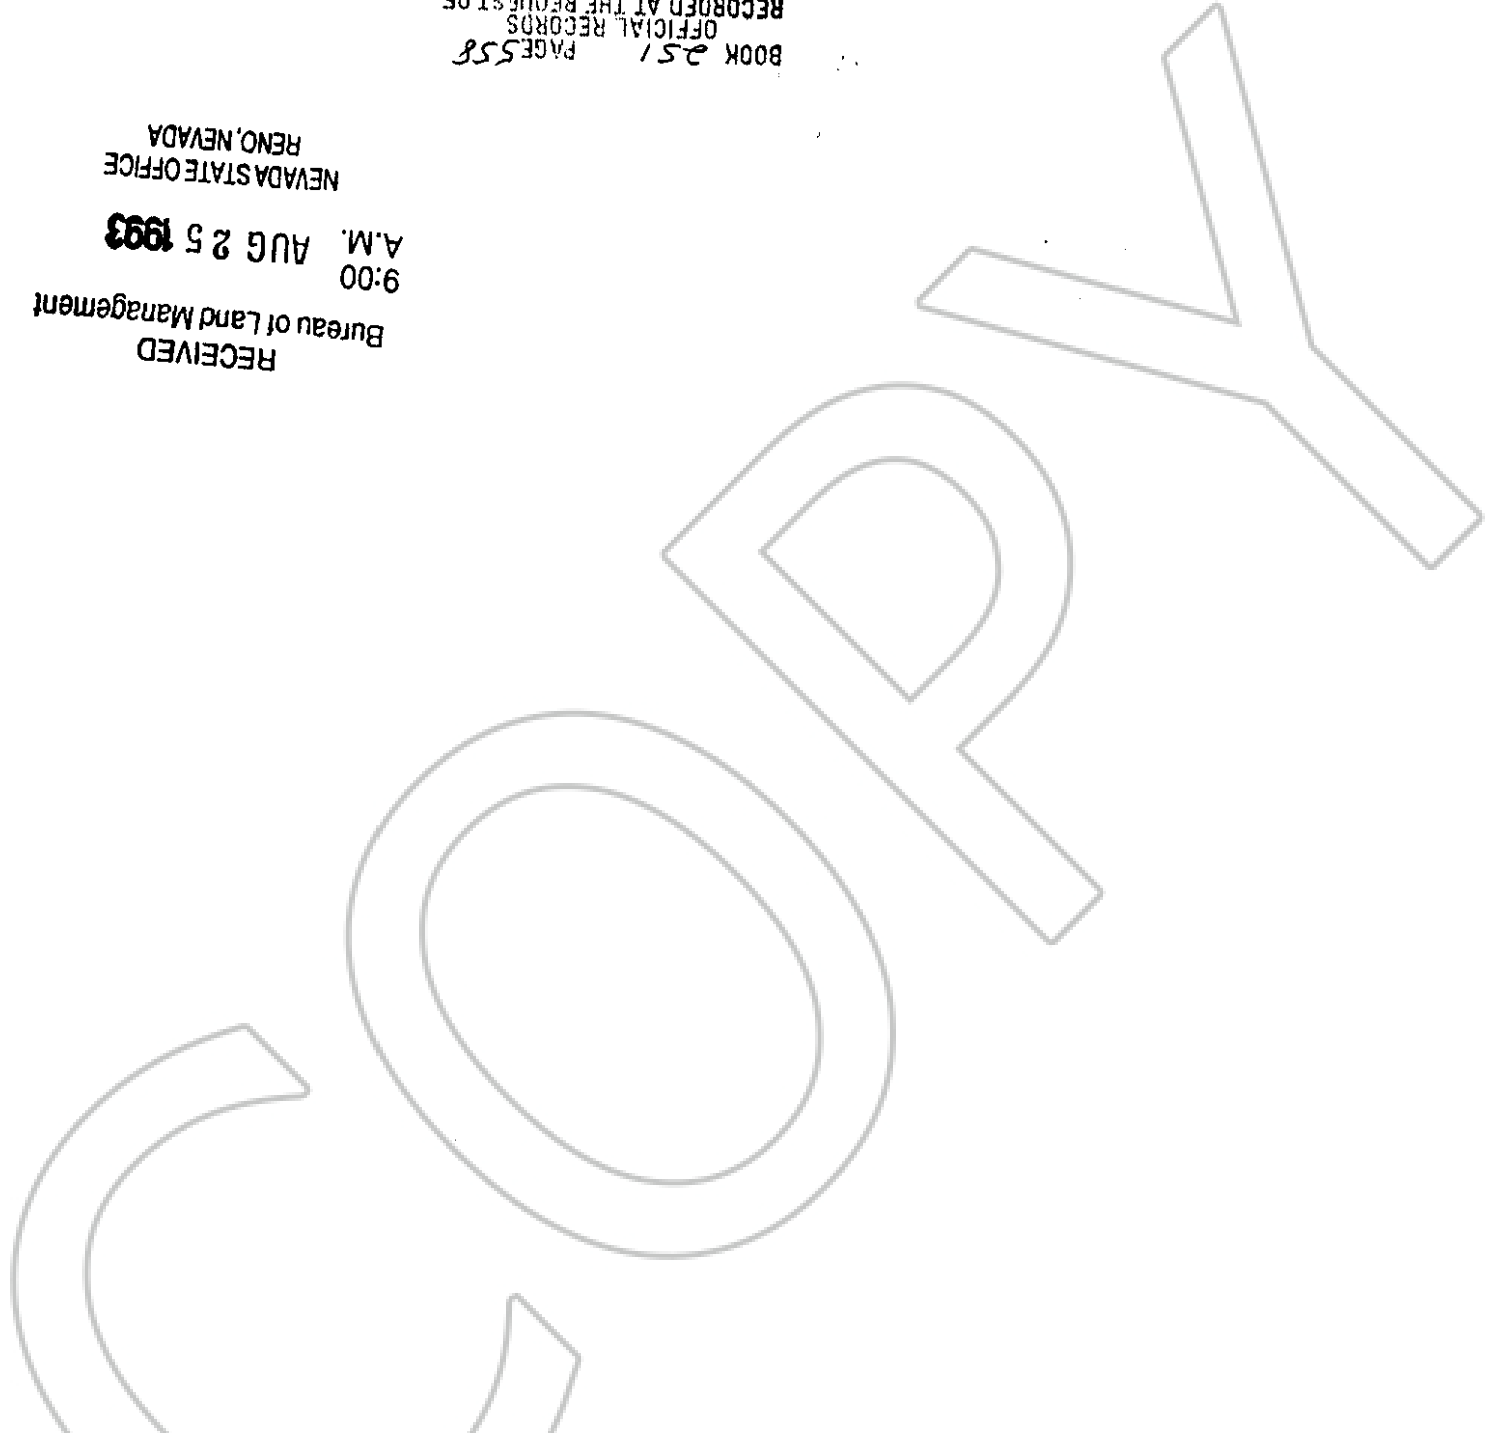 RECEIVED
Bureau of Land Management
9:00
A.M. AUG 25 1993
NEVADA STATE OFFICE
RENO, NEVADA
BOOK 251 PAGE 558
OFFICIAL RECORDS
RECORDED AT THE REQUEST OF
COPY